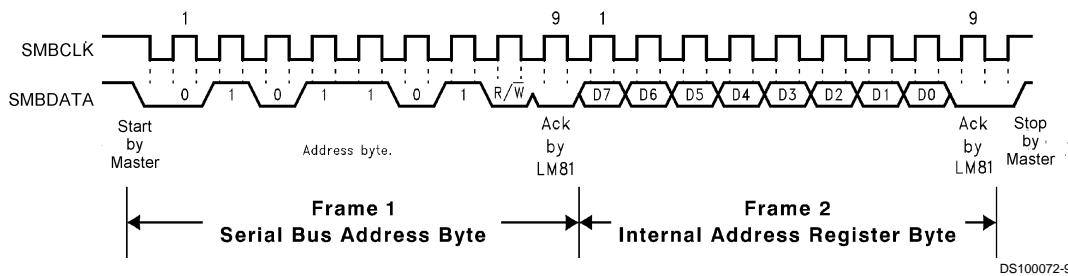 1 9 1 9
SMBCLK
SMBDATA
0 1 0 1 1 0 1 R/W D7 D6 D5 D4 D3 D2 D1 D0
Start
by
Master
Address byte.
Ack
by
LM81
Ack
by
LM81
Stop
by
Master
Frame 1
Serial Bus Address Byte
Frame 2
Internal Address Register Byte
DS100072-9